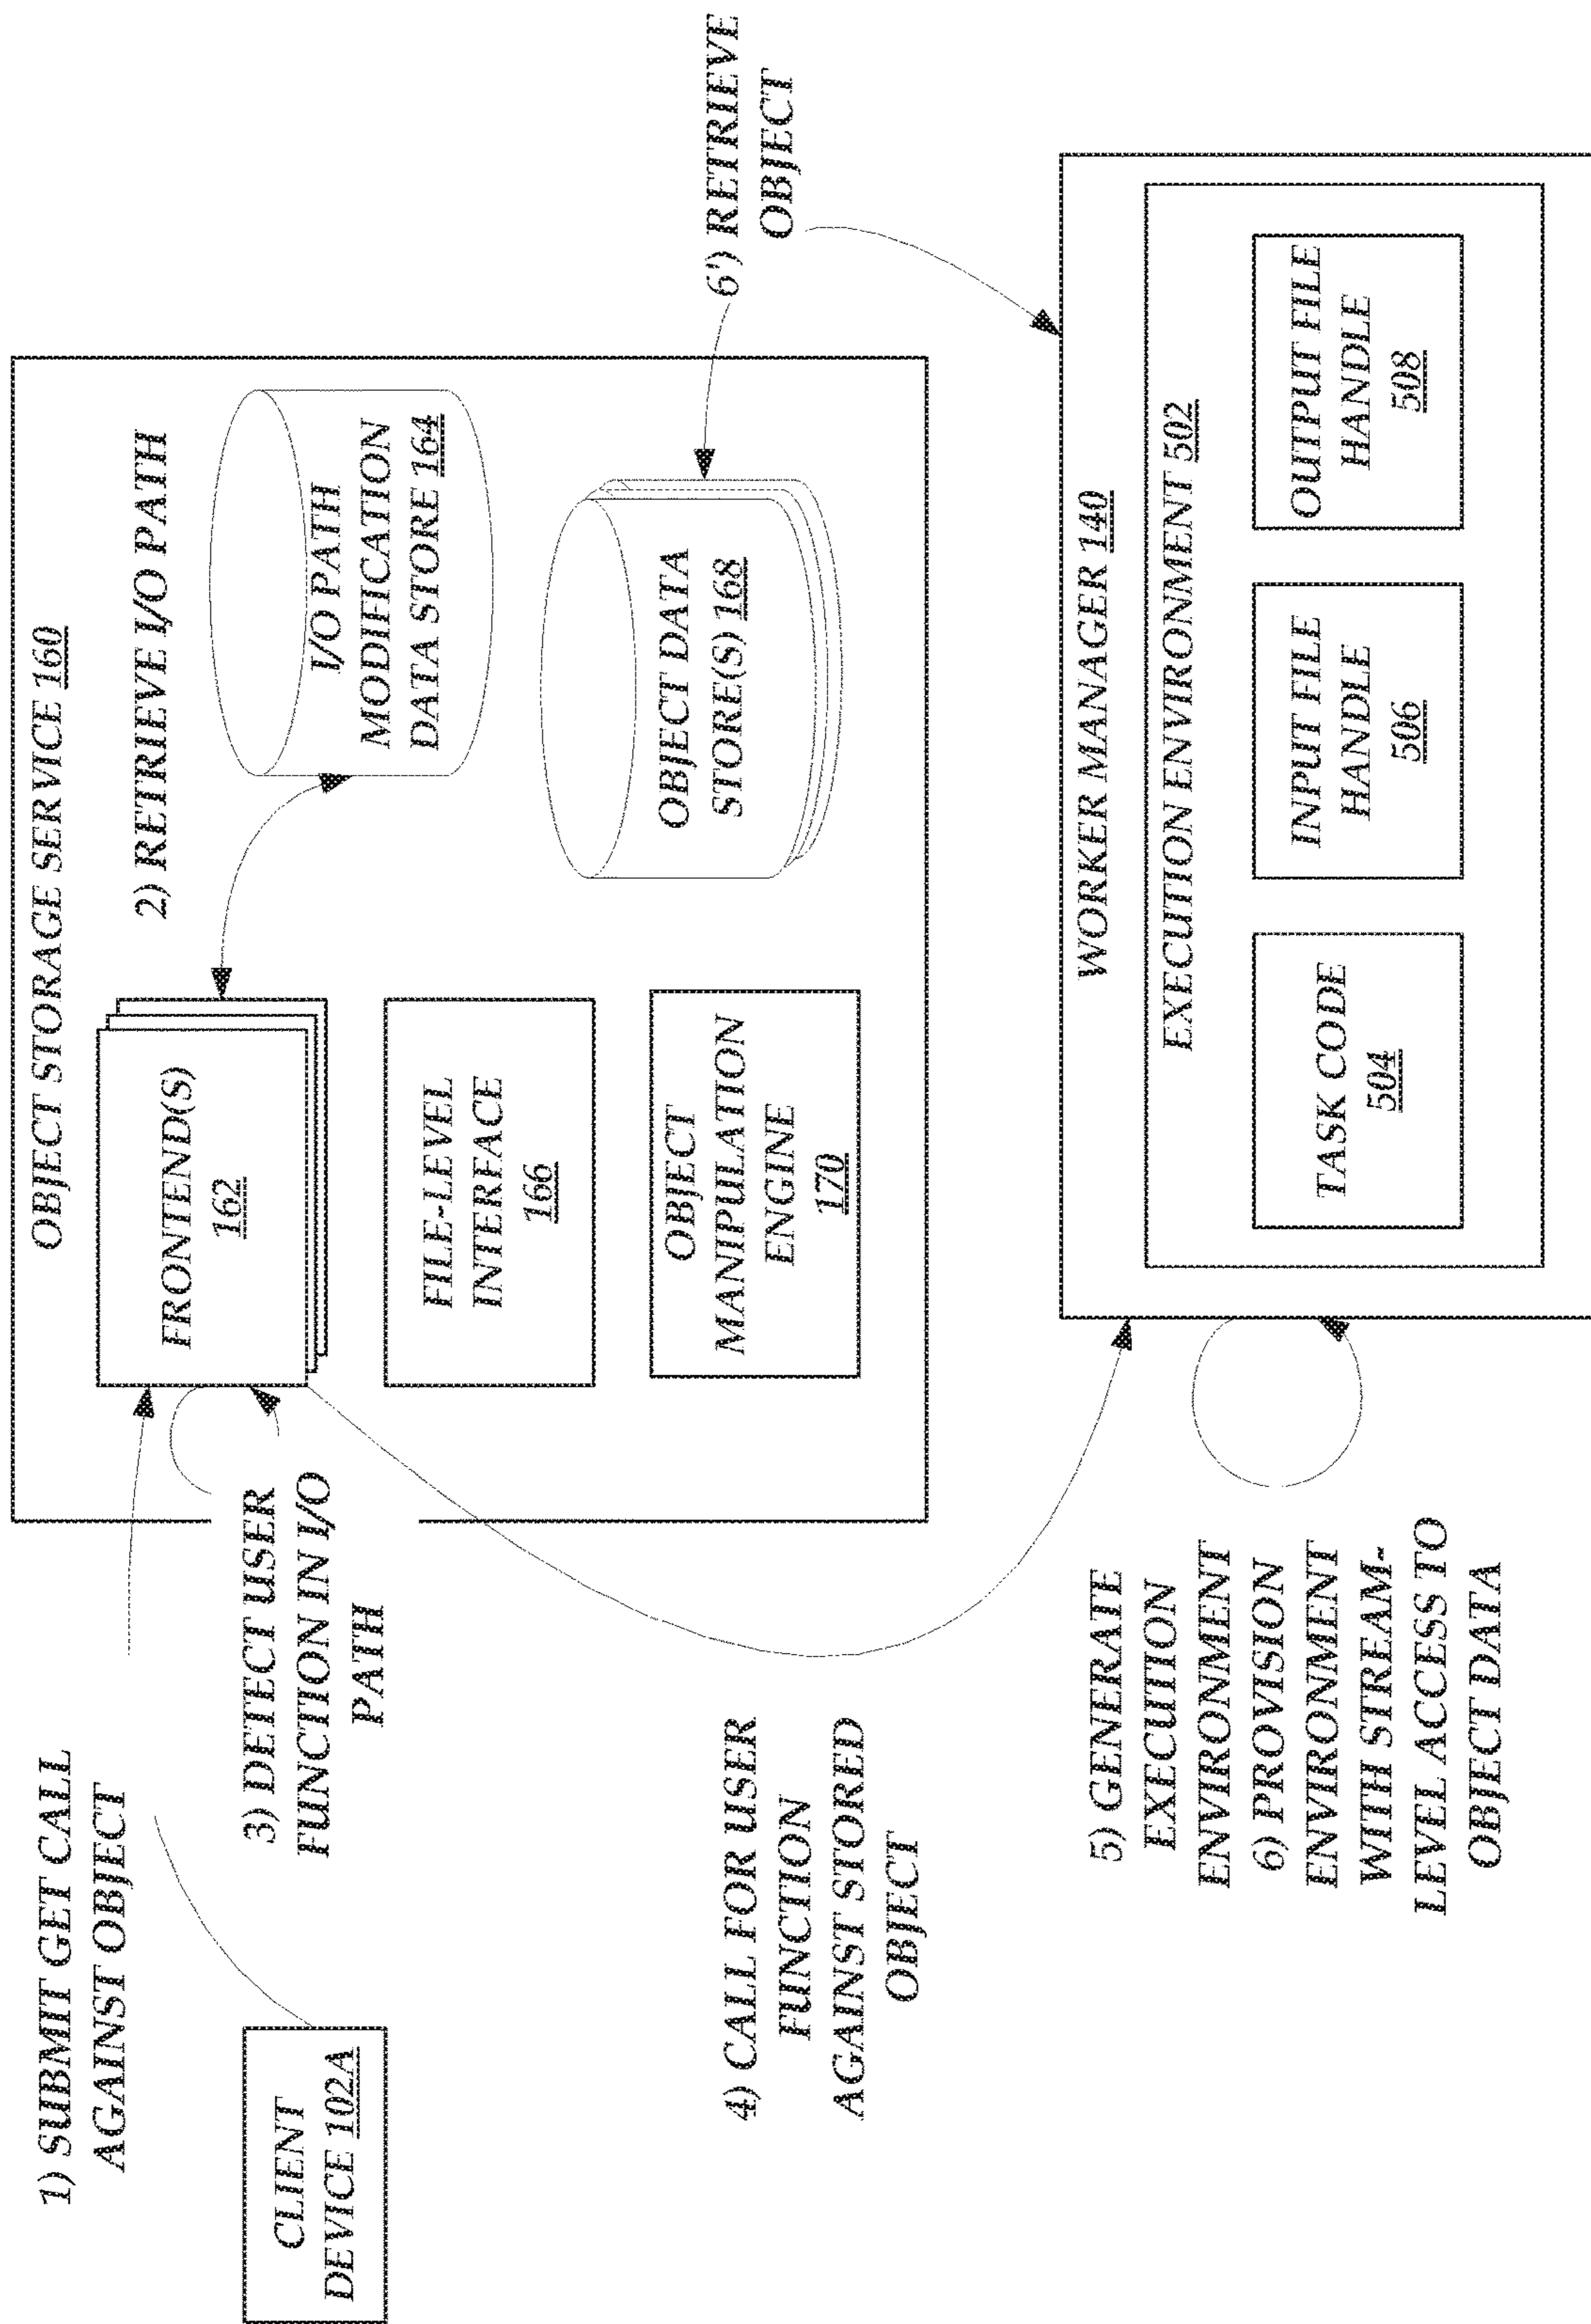 1) SUBMIT GET CALL
AGAINST OBJECT
CLIENT
DEVICE 102A
3) DETECT USER
FUNCTION IN I/O
PATH
OBJECT STORAGE SERVICE 160
FRONTEND(S)
162
2) RETRIEVE I/O PATH
I/O PATH
MODIFICATION
DATA STORE 164
FILE-LEVEL
INTERFACE
166
OBJECT DATA
STORE(S) 168
OBJECT
MANIPULATION
ENGINE
170
6') RETRIEVE
OBJECT
4) CALL FOR USER
FUNCTION
AGAINST STORED
OBJECT
5) GENERATE
EXECUTION
ENVIRONMENT
6) PROVISION
ENVIRONMENT
WITH STREAM-
LEVEL ACCESS TO
OBJECT DATA
WORKER MANAGER 140
EXECUTION ENVIRONMENT 502
TASK CODE
504
INPUT FILE
HANDLE
506
OUTPUT FILE
HANDLE
508